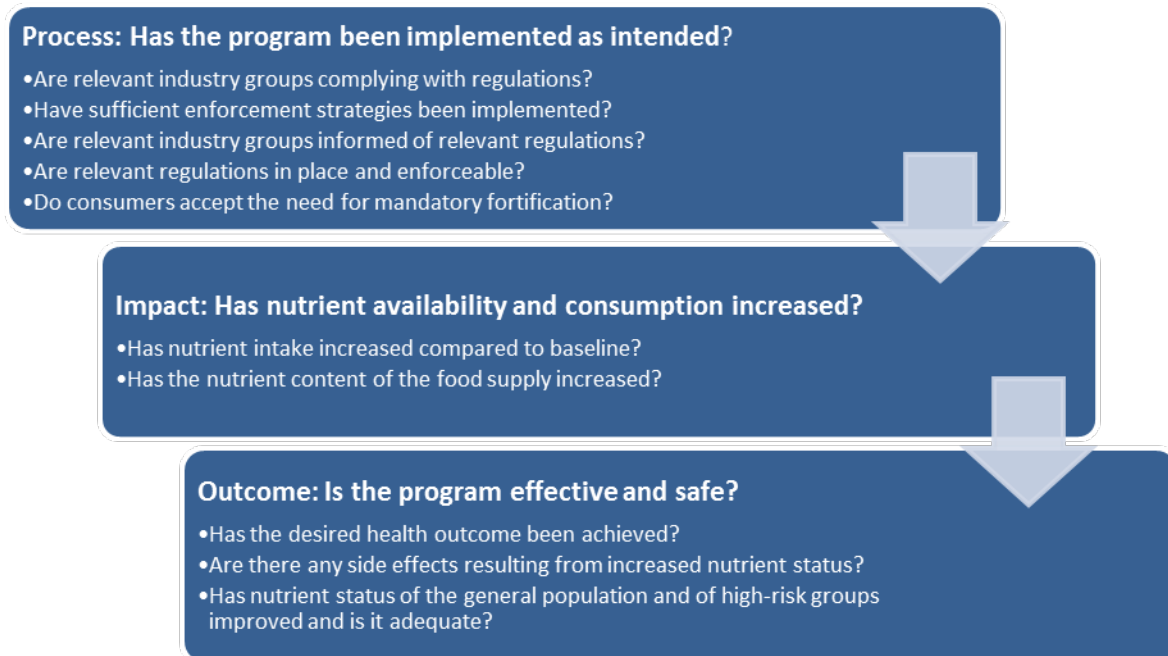 Process: Has the program been implemented as intended?
•Are relevant industry groups complying with regulations?
•Have sufficient enforcement strategies been implemented?
•Are relevant industry groups informed of relevant regulations?
•Are relevant regulations in place and enforceable?
•Do consumers accept the need for mandatory fortification?
Impact: Has nutrient availability and consumption increased?
•Has nutrient intake increased compared to baseline?
•Has the nutrient content of the food supply increased?
Outcome: Is the program effective and safe?
•Has the desired health outcome been achieved?
•Are there any side effects resulting from increased nutrient status?
•Has nutrient status of the general population and of high-risk groups
improved and is it adequate?